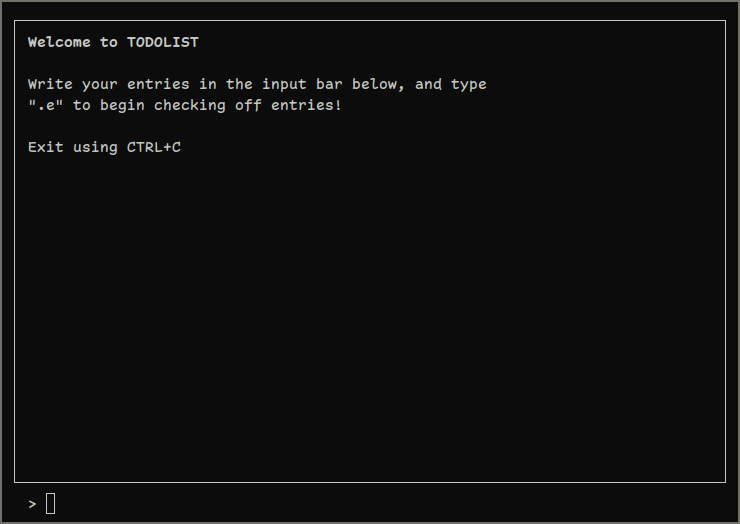 Welcome to TODOLIST
Write your entries in the input bar below, and type
".e" to begin checking off entries!
Exit using CTRL+C
>